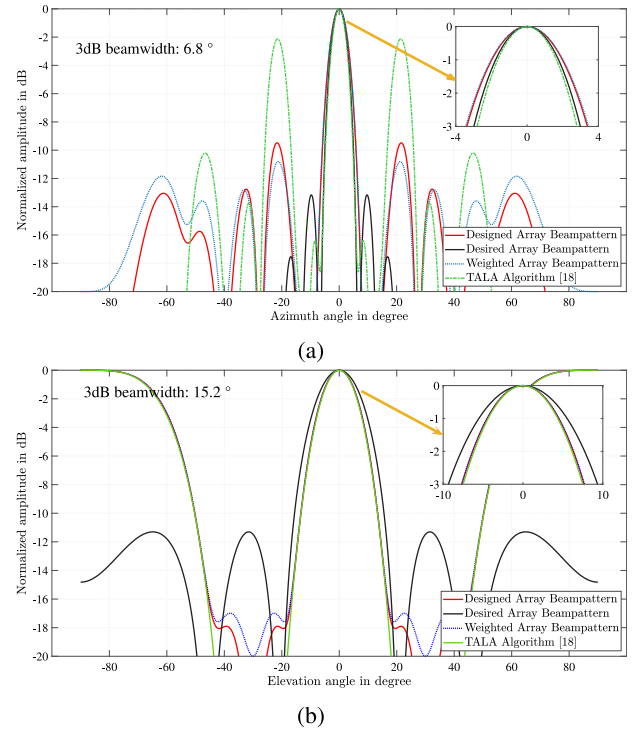 3dB beamwidth: 6.8 °
Normalized amplitude in dB
0
-2
-4
-6
-8
-10
-12
-14
-16
-18
-20
-80 -60 -40 -20 0 20 40 60 80
Azimuth angle in degree
0
-1
-2
-3
-4 0 4
Designed Array Beampattern
Desired Array Beampattern
Weighted Array Beampattern
TALA Algorithm [18]
(a)
3dB beamwidth: 15.2 °
Normalized amplitude in dB
0
-2
-4
-6
-8
-10
-12
-14
-16
-18
-20
-80 -60 -40 -20 0 20 40 60 80
Elevation angle in degree
0
-1
-2
-3
-10 0 10
Designed Array Beampattern
Desired Array Beampattern
Weighted Array Beampattern
TALA Algorithm [18]
(b)